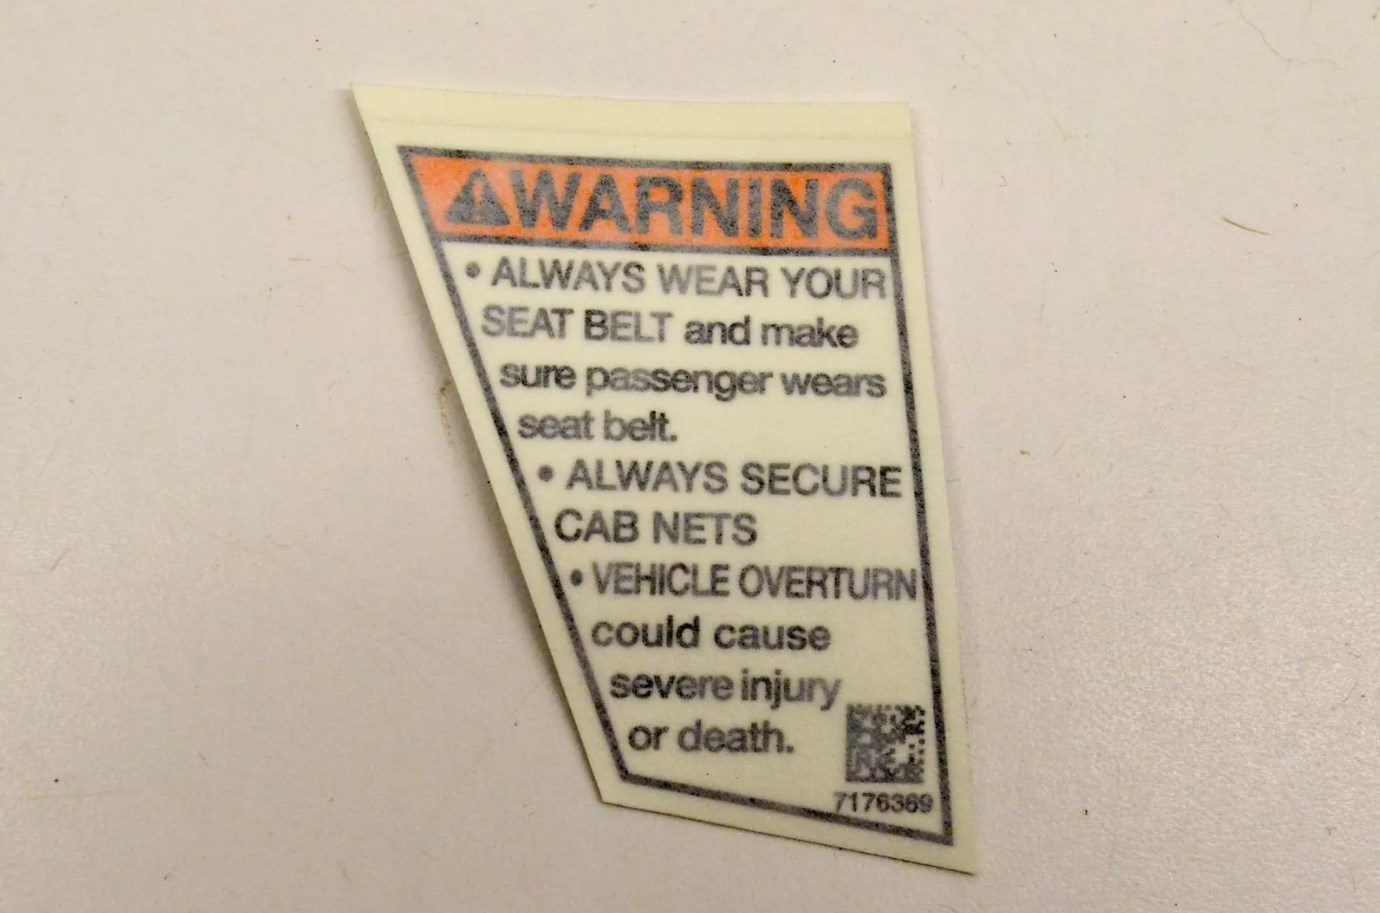 WARNING
• ALWAYS WEAR YOUR
SEAT BELT and make
sure passenger wears
seat belt.
• ALWAYS SECURE
CAB NETS
• VEHICLE OVERTURN
could cause
severe injury
or death.
7176369